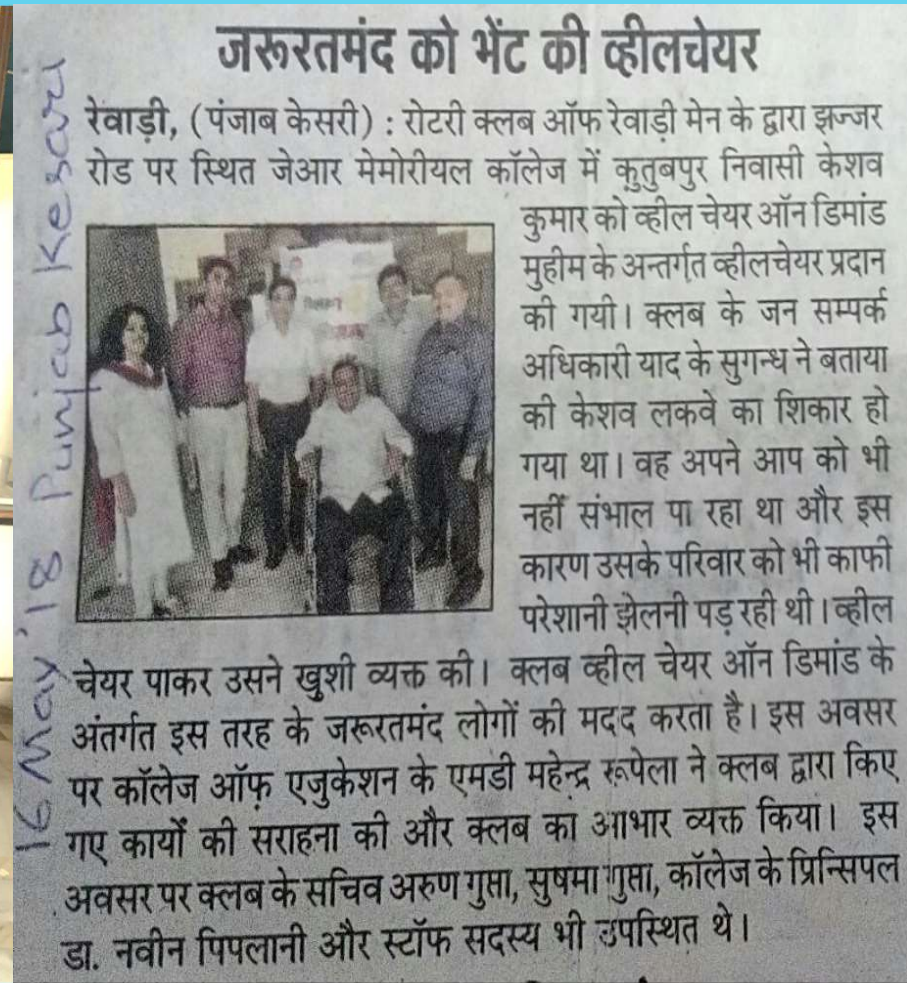 जरूरतमंद को भेंट की व्हीलचेयर
रेवाड़ी, (पंजाब केसरी) : रोटरी क्लब ऑफ रेवाड़ी मेन के द्वारा झज्जर
रोड पर स्थित जेआर मेमोरीयल कॉलेज में कुतुबपुर निवासी केशव
कुमार को व्हील चेयर ऑन डिमांड
मुहीम के अन्तर्गत व्हीलचेयर प्रदान
की गयी। क्लब के जन सम्पर्क
अधिकारी याद के सुगन्ध ने बताया
की केशव लकवे का शिकार हो
गया था। वह अपने आप को भी
नहीं संभाल पा रहा था और इस
कारण उसके परिवार को भी काफी
परेशानी झेलनी पड़ रही थी। व्हील
चेयर पाकर उसने खुशी व्यक्त की। क्लब व्हील चेयर ऑन डिमांड के
अंतर्गत इस तरह के जरूरतमंद लोगों की मदद करता है। इस अवसर
पर कॉलेज ऑफ़ एजुकेशन के एमडी महेन्द्र रूपेला ने क्लब द्वारा किए
गए कार्यो की सराहना की और क्लब का आभार व्यक्त किया। इस
अवसर पर क्लब के सचिव अरुण गुप्ता, सुषमा गुप्ता, कॉलेज के प्रिन्सिपल
डा. नवीन पिपलानी और स्टॉफ सदस्य भी उपस्थित थे।
16 May '18 Punjab Kesari